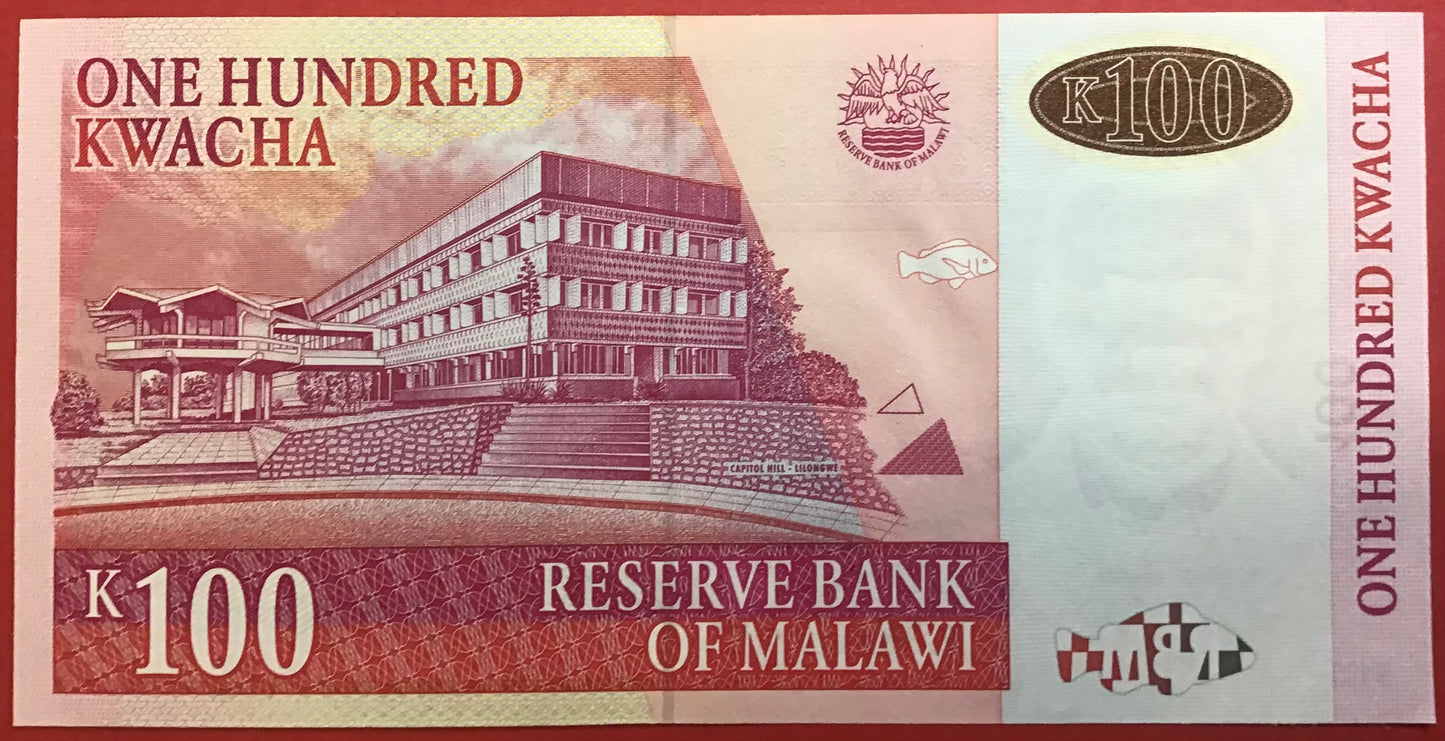 ONE HUNDRED
KWACHA
RESERVE BANK OF MALAWI
K100
ONE HUNDRED KWACHA
CAPITOL HILL - LILONGWE
K100
RESERVE BANK
OF MALAWI